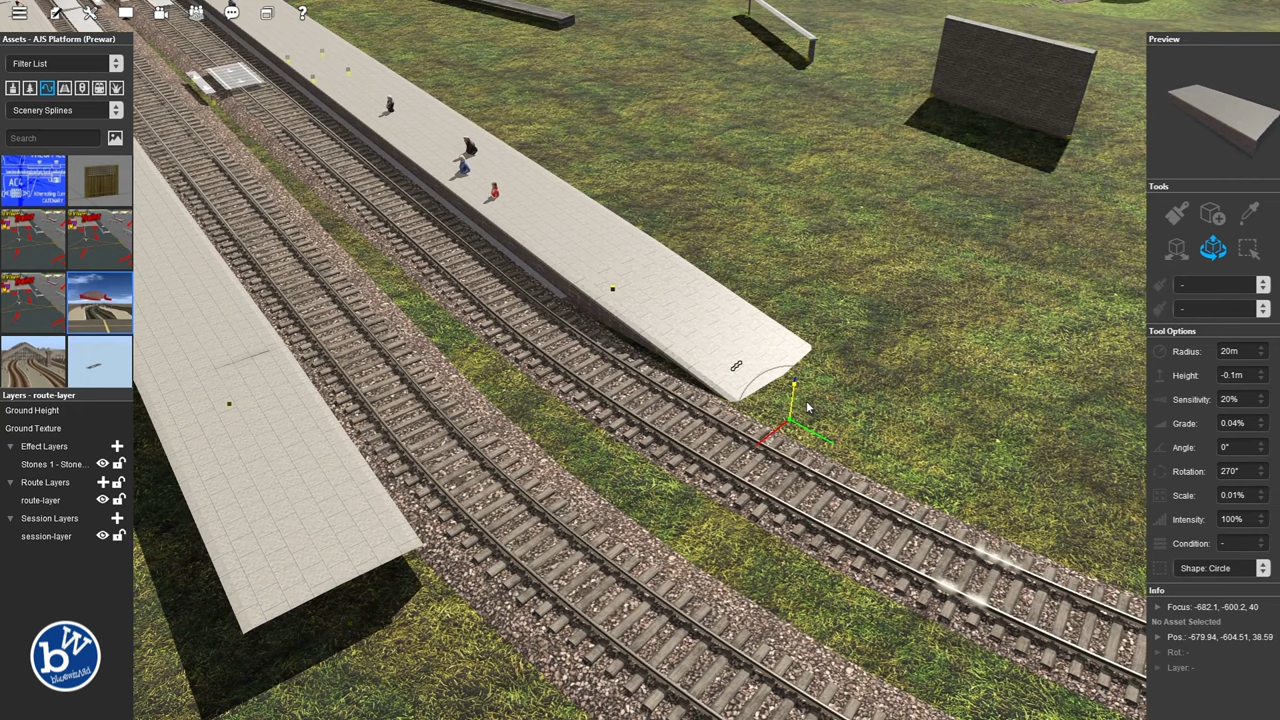 Assets - AJS Platform (Prewar)
Filter List
Scenery Splines
Search
Layers - route-layer
Ground Height
Ground Texture
Effect Layers
Stones 1 - Stone...
Route Layers
route-layer
Session Layers
session-layer
bW
Preview
Tools
-
-
Tool Options
Radius: 20m
Height: -0.1m
Sensitivity: 20%
Grade: 0.04%
Angle: 0°
Rotation: 270°
Scale: 0.01%
Intensity: 100%
Condition: -
Shape: Circle
Info
Focus: -682.1, -600.2, 40
No Asset Selected
Pos.: -679.94, -604.51, 38.59
Rot.: -
Layer: -